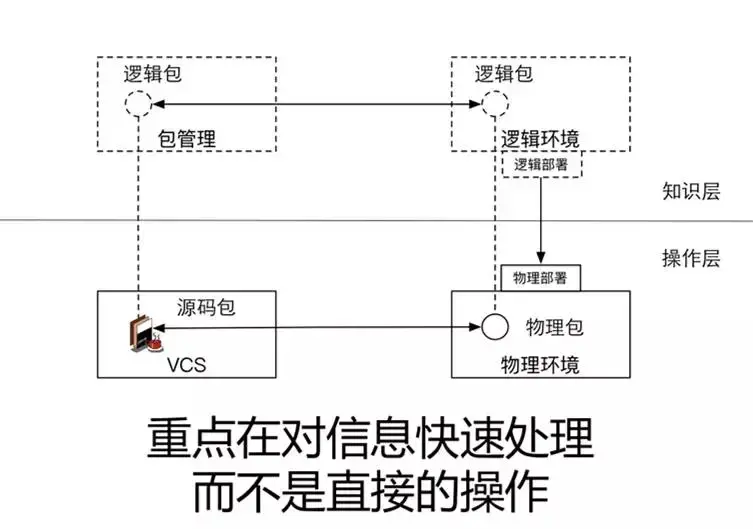 逻辑包
逻辑包
包管理
逻辑环境
逻辑部署
知识层
操作层
物理部署
源码包
物理包
VCS
物理环境
重点在对信息快速处理
而不是直接的操作